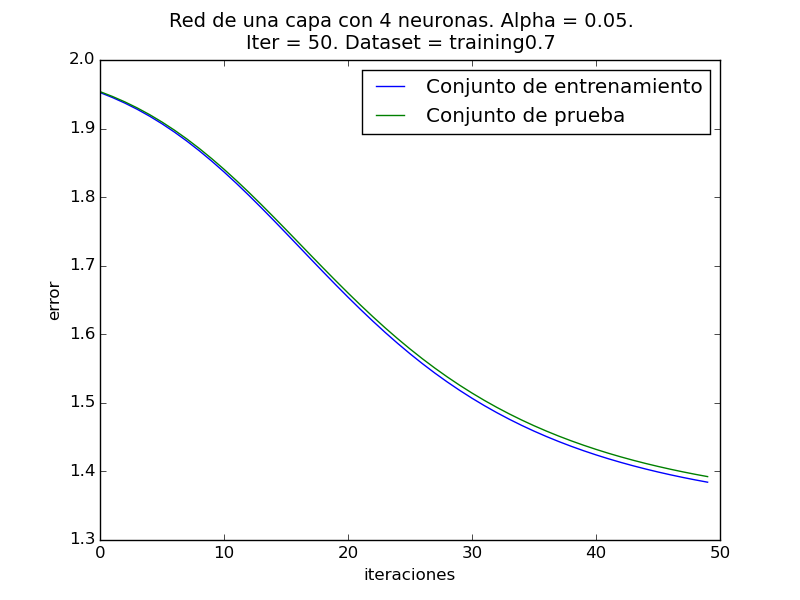 Red de una capa con 4 neuronas. Alpha = 0.05.
Iter = 50. Dataset = training0.7
Conjunto de entrenamiento
Conjunto de prueba
2.0
1.9
1.8
1.7
1.6
1.5
1.4
1.3
error
0 10 20 30 40 50
iteraciones